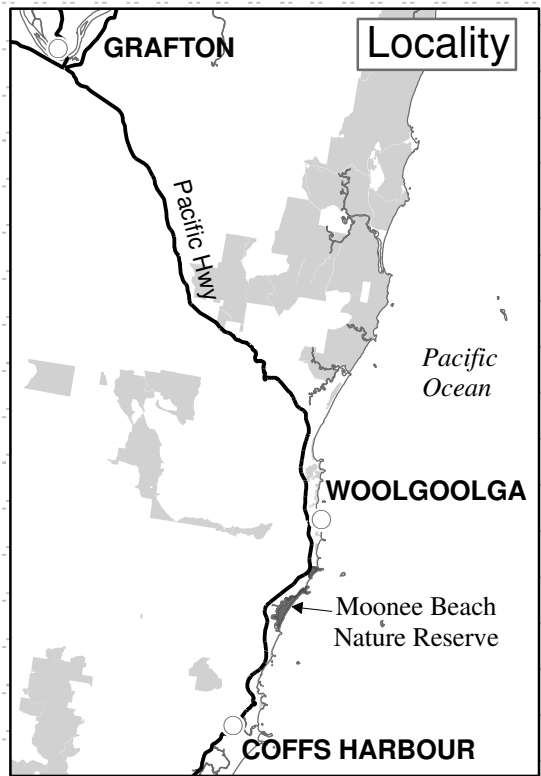 GRAFTON
Locality
Pacific Hwy
Pacific
Ocean
WOOLGOOLGA
Moonee Beach
Nature Reserve
COFFS HARBOUR